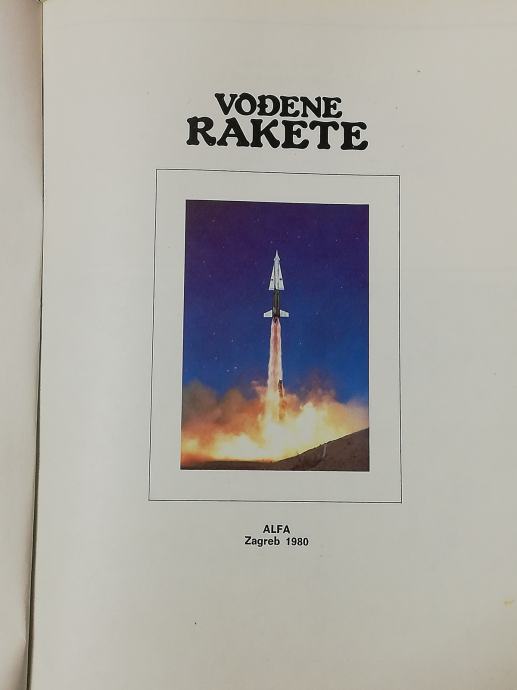 VOĐENE
RAKETE
ALFA
Zagreb 1980